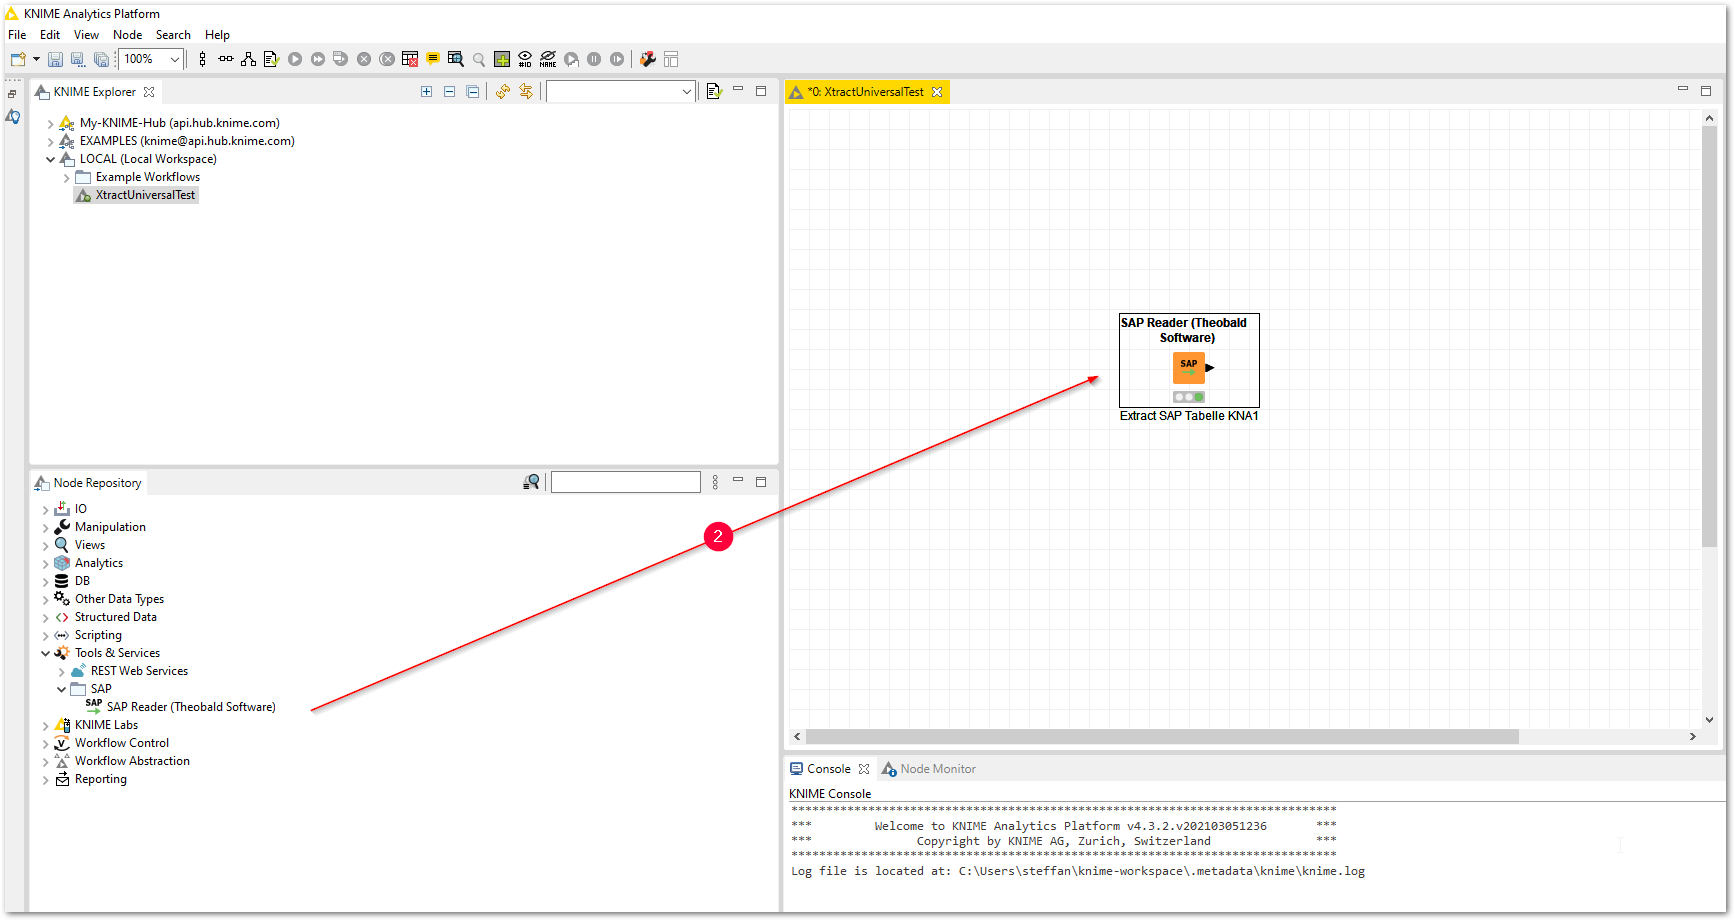 KNIME Analytics Platform
File Edit View Node Search Help
100%
#ID NAME
KNIME Explorer
My-KNIME-Hub (api.hub.knime.com)
EXAMPLES (knime@api.hub.knime.com)
LOCAL (Local Workspace)
Example Workflows
XtractUniversalTest
Node Repository
IO
Manipulation
Views
Analytics
DB
Other Data Types
Structured Data
Scripting
Tools & Services
REST Web Services
SAP
SAP SAP Reader (Theobald Software)
KNIME Labs
Workflow Control
Workflow Abstraction
Reporting
2
*0: XtractUniversalTest
SAP Reader (Theobald
Software)
SAP
Extract SAP Tabelle KNA1
Console Node Monitor
KNIME Console
******************************************************************************
*** Welcome to KNIME Analytics Platform v4.3.2.v202103051236 ***
*** Copyright by KNIME AG, Zurich, Switzerland ***
******************************************************************************
Log file is located at: C:\Users\steffan\knime-workspace\.metadata\knime\knime.log